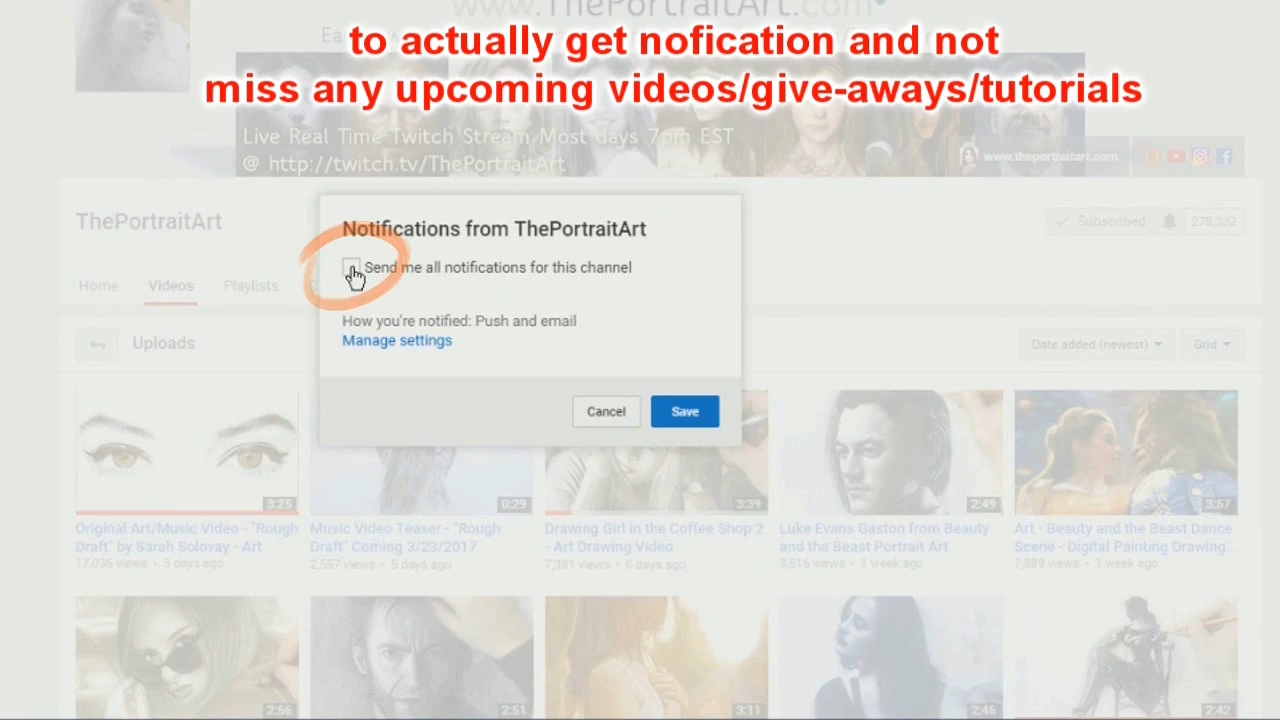 www.ThePortraitArt.com
to actually get nofication and not
miss any upcoming videos/give-aways/tutorials
Live Real Time Twitch Stream Most days 7pm EST
@ http://twitch.tv/ThePortraitArt
www.theportraitart.com
ThePortraitArt
Subscribed 278,332
Notifications from ThePortraitArt
Send me all notifications for this channel
Home Videos Playlists
How you're notified: Push and email
Manage settings
Uploads
Date added (newest) Grid
Cancel Save
3:25 0:29 3:39 2:49 3:57
Original Art/Music Video - "Rough
Draft" by Sarah Solovay - Art
17,036 views • 3 days ago
Music Video Teaser - "Rough
Draft" Coming 3/23/2017
2,557 views • 5 days ago
Drawing Girl in the Coffee Shop 2
- Art Drawing Video
7,381 views • 6 days ago
Luke Evans Gaston from Beauty
and the Beast Portrait Art
3,516 views • 1 week ago
Art - Beauty and the Beast Dance
Scene - Digital Painting Drawing...
7,889 views • 1 week ago
2:56 2:51 3:11 2:46 2:42